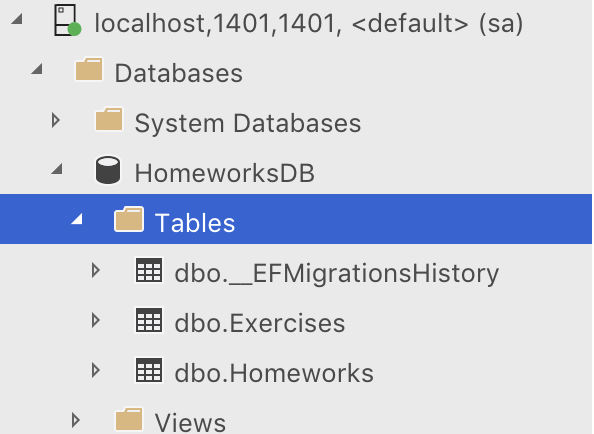 localhost,1401,1401, <default> (sa)
Databases
System Databases
HomeworksDB
Tables
dbo.__EFMigrationsHistory
dbo.Exercises
dbo.Homeworks
Views